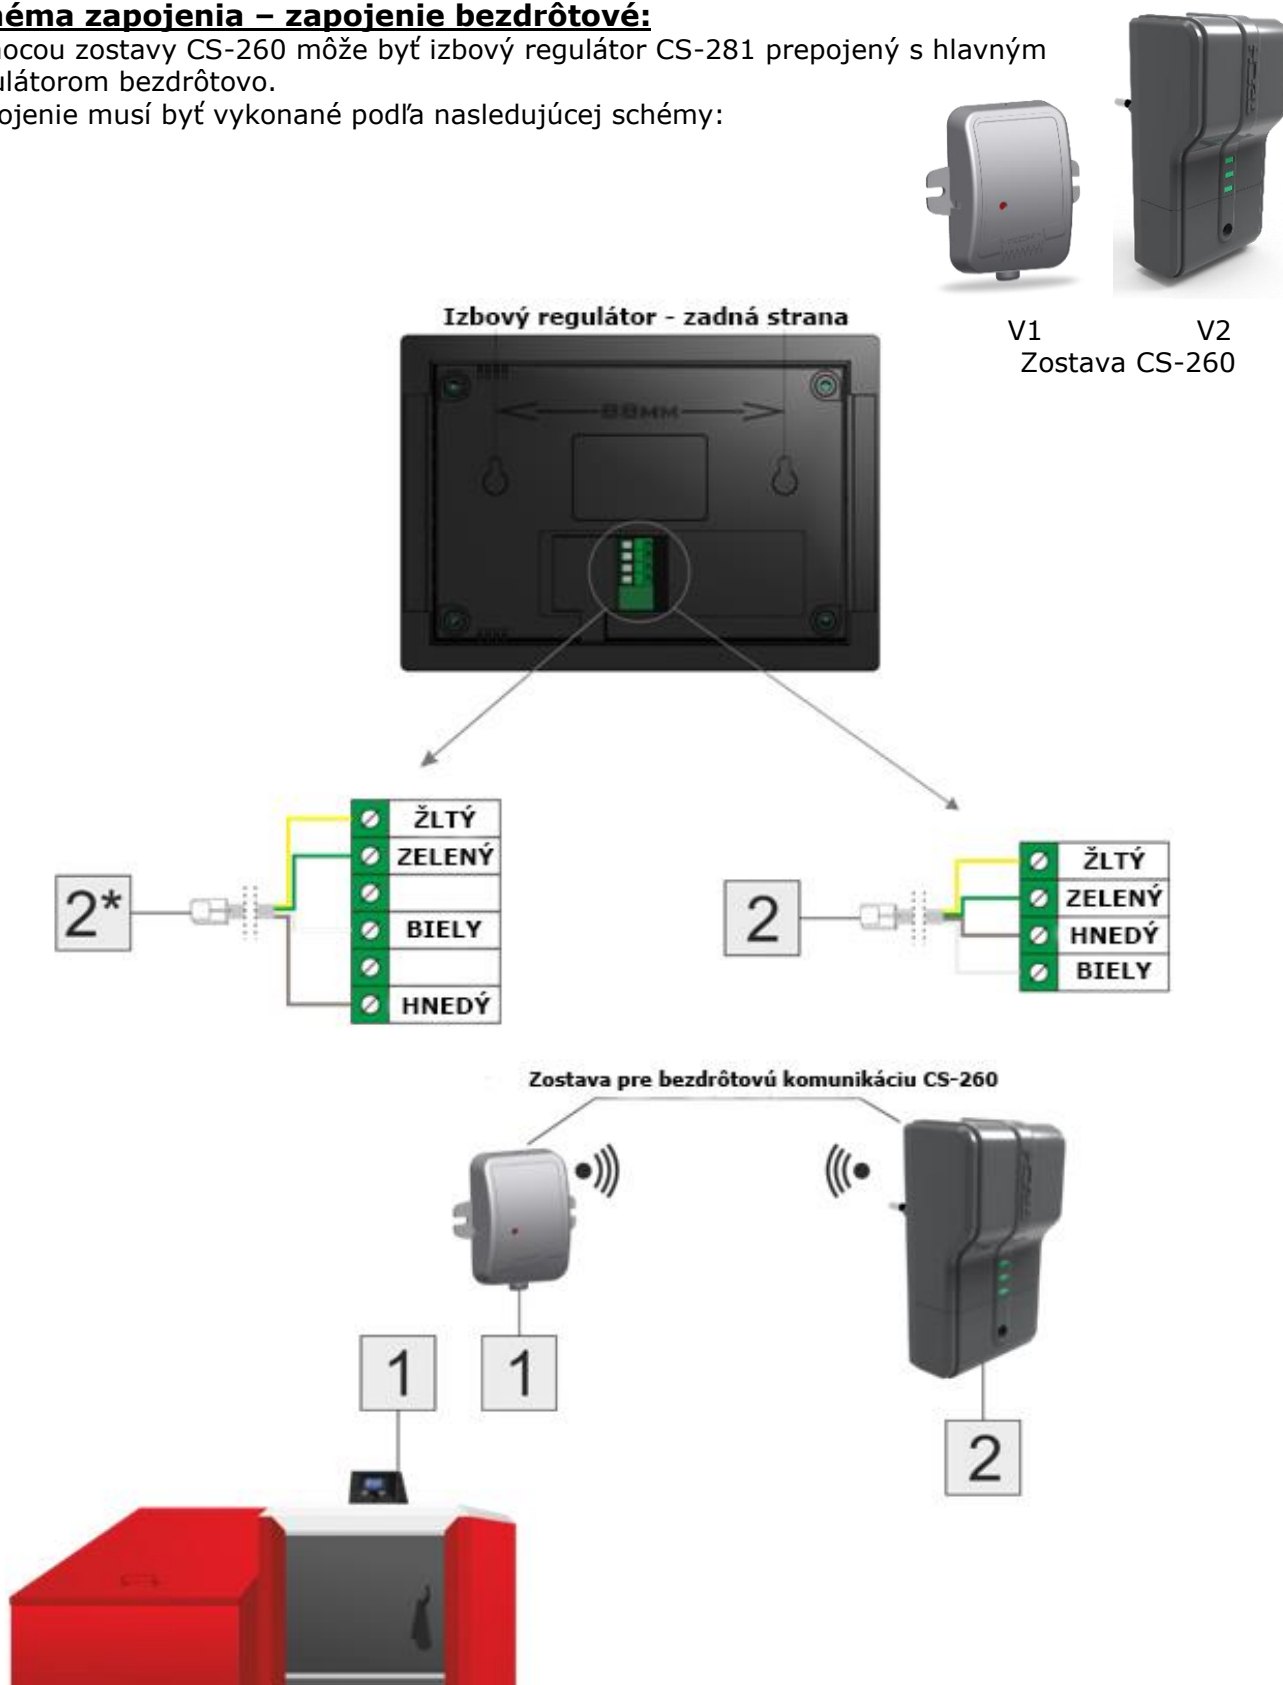 néma zapojenia – zapojenie bezdrôtové:
nocou zostavy CS-260 môže byť izbový regulátor CS-281 prepojený s hlavným
ulátorom bezdrôtovo.
ojenie musí byť vykonané podľa nasledujúcej schémy:
V1 V2
Zostava CS-260
Izbový regulátor - zadná strana
88MM
2*
ŽLTÝ
ZELENÝ
BIELY
HNEDÝ
2
ŽLTÝ
ZELENÝ
HNEDÝ
BIELY
Zostava pre bezdrôtovú komunikáciu CS-260
1
1
2